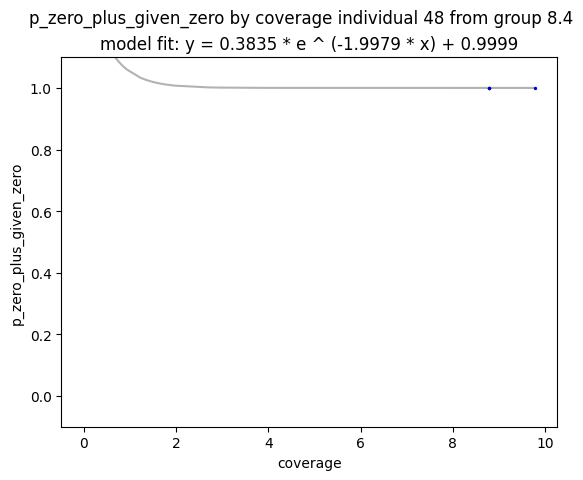 p_zero_plus_given_zero by coverage individual 48 from group 8.4
model fit: y = 0.3835 * e ^ (-1.9979 * x) + 0.9999
1.0
0.8
0.6
0.4
0.2
0.0
p_zero_plus_given_zero
0 2 4 6 8 10
coverage